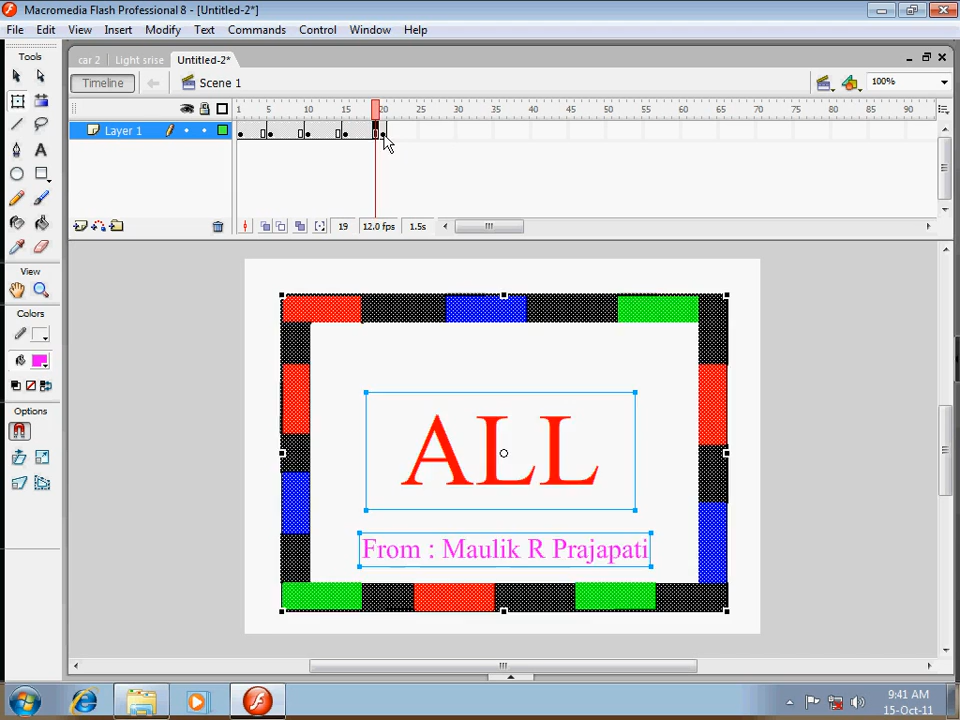 Macromedia Flash Professional 8 - [Untitled-2*]
File Edit View Insert Modify Text Commands Control Window Help
Tools
car 2 Light srise Untitled-2*
Timeline Scene 1 100%
1 5 10 15 20 25 30 35 40 45 50 55 60 65 70 75 80 85 90
Layer 1
19 12.0 fps 1.5s
View
Colors
Options
ALL
From : Maulik R Prajapati
9:41 AM
15-Oct-11